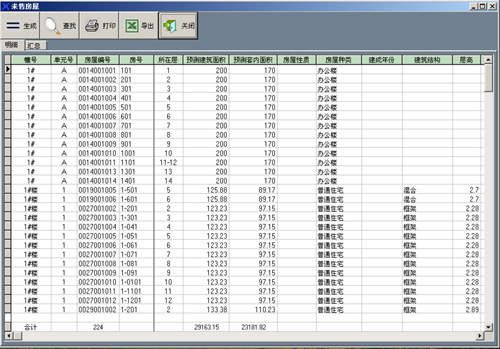 未售房屋
生成 查找 打印 导出 关闭
明细 汇总
幢号 单元号 房屋编号 房号 所在层 预测建筑面积 预测套内面积 房屋性质 房屋种类 建成年份 建筑结构 层高
1# A 0014001001 101 1 200 170 办公楼
1# A 0014001002 201 2 200 170 办公楼
1# A 0014001003 301 3 200 170 办公楼
1# A 0014001004 401 4 200 170 办公楼
1# A 0014001005 501 5 200 170 办公楼
1# A 0014001006 601 6 200 170 办公楼
1# A 0014001007 701 7 200 170 办公楼
1# A 0014001008 801 8 200 170 办公楼
1# A 0014001009 901 9 200 170 办公楼
1# A 0014001010 1001 10 200 170 办公楼
1# A 0014001011 1101 11-12 200 170 办公楼
1# A 0014001013 1301 13 200 170 办公楼
1# A 0014001014 1401 14 200 170 办公楼
1#楼 1 0019001005 1-501 5 125.88 89.17 普通住宅 混合 2.7
1#楼 1 0019001006 1-601 6 125.88 89.17 普通住宅 混合 2.7
1#楼 1 0027001002 1-201 2 123.23 97.15 普通住宅 框架 2.28
1#楼 1 0027001003 1-301 3 123.23 97.15 普通住宅 框架 2.28
1#楼 1 0027001004 1-041 4 123.23 97.15 普通住宅 框架 2.28
1#楼 1 0027001005 1-051 5 123.23 97.15 普通住宅 框架 2.28
1#楼 1 0027001006 1-061 6 123.23 97.15 普通住宅 框架 2.28
1#楼 1 0027001007 1-071 7 123.23 97.15 普通住宅 框架 2.28
1#楼 1 0027001008 1-081 8 123.23 97.15 普通住宅 框架 2.28
1#楼 1 0027001009 1-091 9 123.23 97.15 普通住宅 框架 2.28
1#楼 1 0027001010 1-0101 10 123.23 97.15 普通住宅 框架 2.28
1#楼 1 0027001011 1-1101 11 123.23 97.15 普通住宅 框架 2.28
1#楼 1 0027001012 1-1201 12 123.23 97.15 普通住宅 框架 2.28
1#楼 1 0029001002 1-201 2 133.38 110.23 普通住宅 框架 2.89
合计 224 29163.15 23181.82